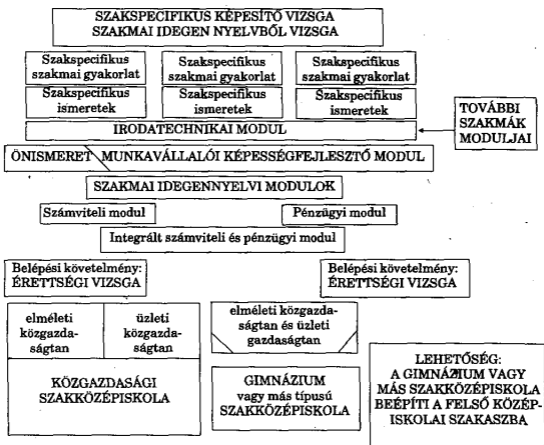 SZAKSPECIFIKUS KÉPESÍTŐ VIZSGA
SZAKMAI IDEGEN NYELVBŐL VIZSGA
Szakspecifikus
szakmai gyakorlat
Szakspecifikus
szakmai gyakorlat
Szakspecifikus
szakmai gyakorlat
Szakspecifikus
ismeretek
Szakspecifikus
ismeretek
Szakspecifikus
ismeretek
TOVÁBBI
SZAKMÁK
MODULJAI
IRODATECHNIKAI MODUL
ÖNISMERET MUNKAVÁLLALÓI KÉPESSÉGFEJLESZTŐ MODUL
SZAKMAI IDEGENNYELVI MODULOK
Számviteli modul
Pénzügyi modul
Integrált számviteli és pénzügyi modul
Belépési követelmény:
ÉRETTSÉGI VIZSGA
Belépési követelmény:
ÉRETTSÉGI VIZSGA
elméleti
közgazda-
ságtan
üzleti
közgazda-
ságtan
elméleti közgazda-
ságtan és üzleti
gazdaságtan
KÖZGAZDASÁGI
SZAKKÖZÉPISKOLA
GIMNÁZIUM
vagy más típusú
SZAKKÖZÉPISKOLA
LEHETŐSÉG:
A GIMNÁZIUM VAGY
MÁS SZAKKÖZÉPISKOLA
BEÉPÍTI A FELSŐ KÖZÉP-
ISKOLAI SZAKASZBA